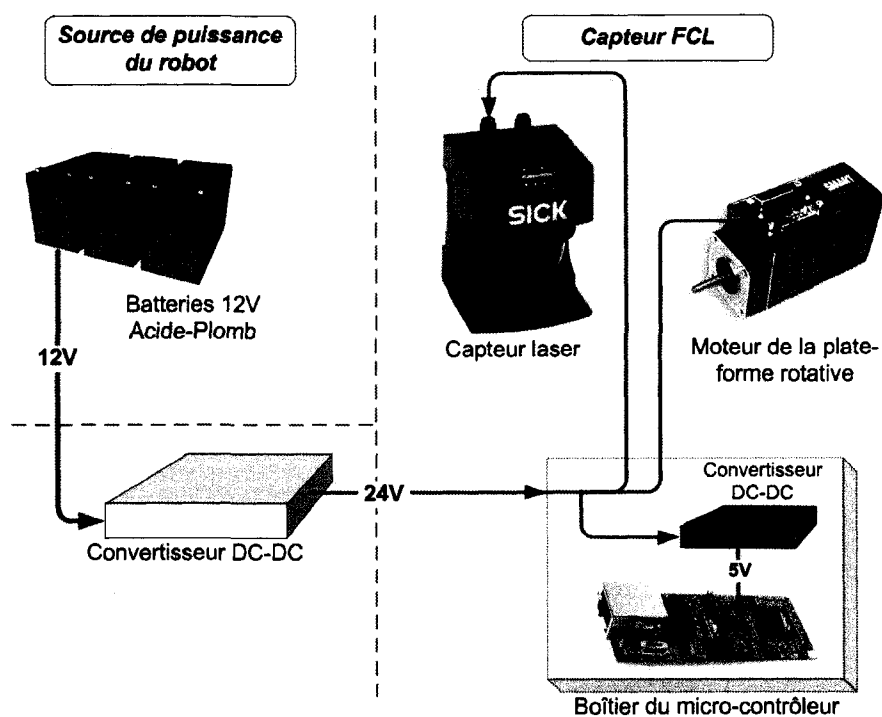 Source de puissance
du robot
Capteur FCL
SICK
SMART
Batteries 12V
Acide-Plomb
12V
Capteur laser
Moteur de la plate-
forme rotative
24V
Convertisseur DC-DC
Convertisseur
DC-DC
5V
Boîtier du micro-contrôleur